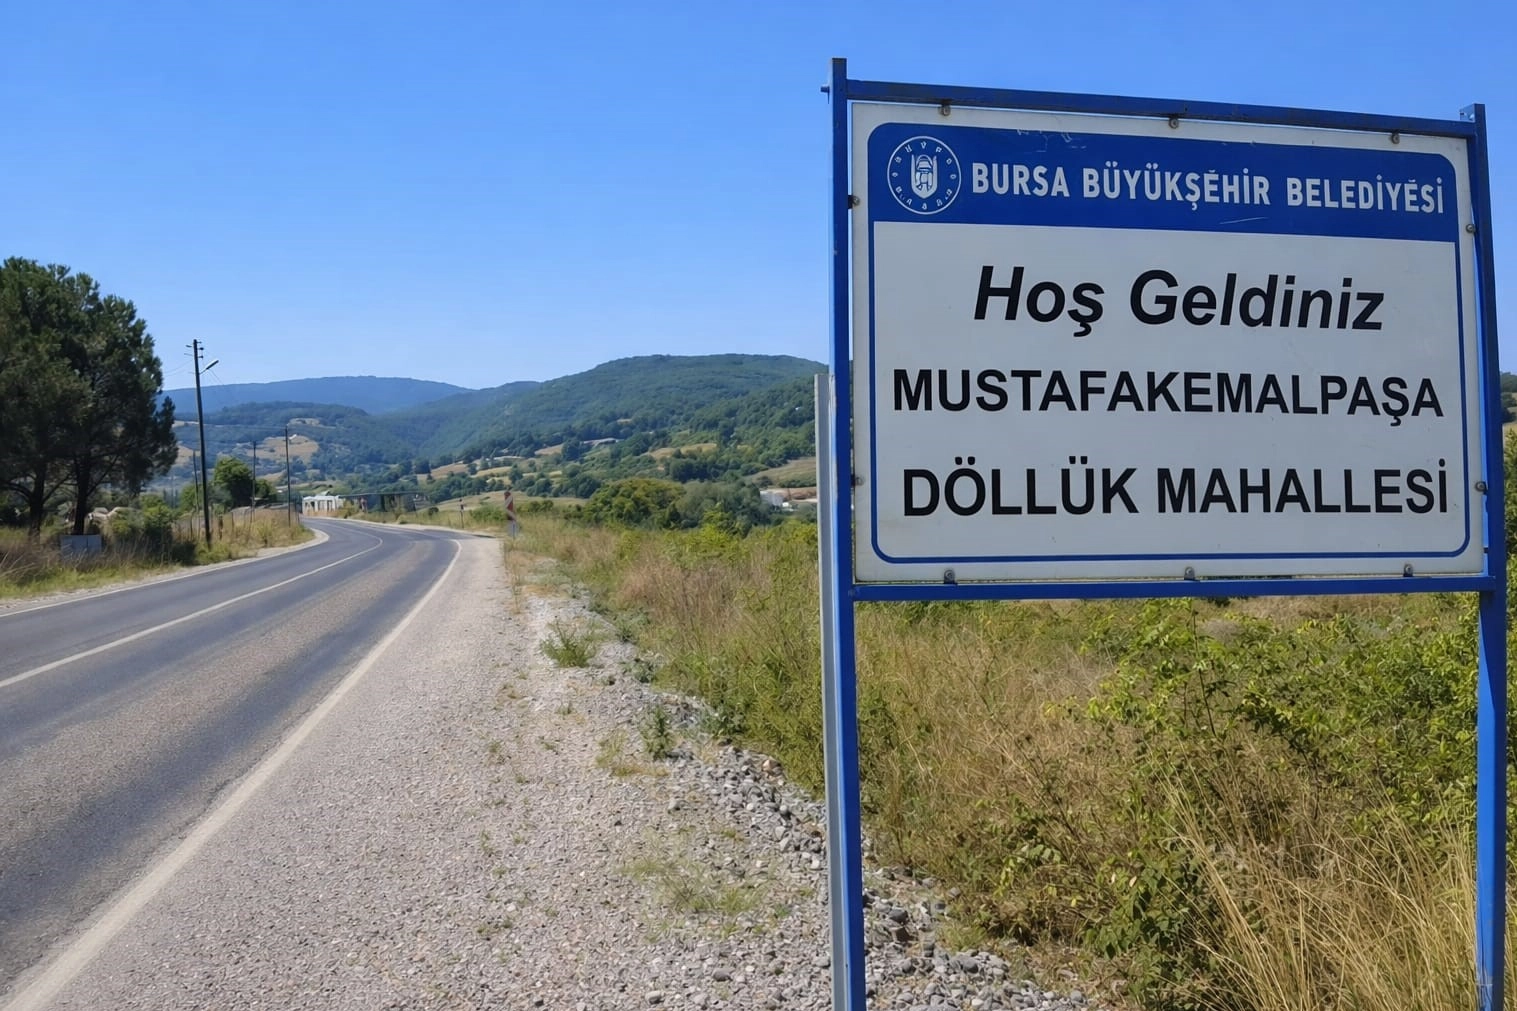 BURSA BÜYÜKŞEHİR BELEDİYESİ
Hoş Geldiniz
MUSTAFAKEMALPAŞA
DÖLLÜK MAHALLESİ